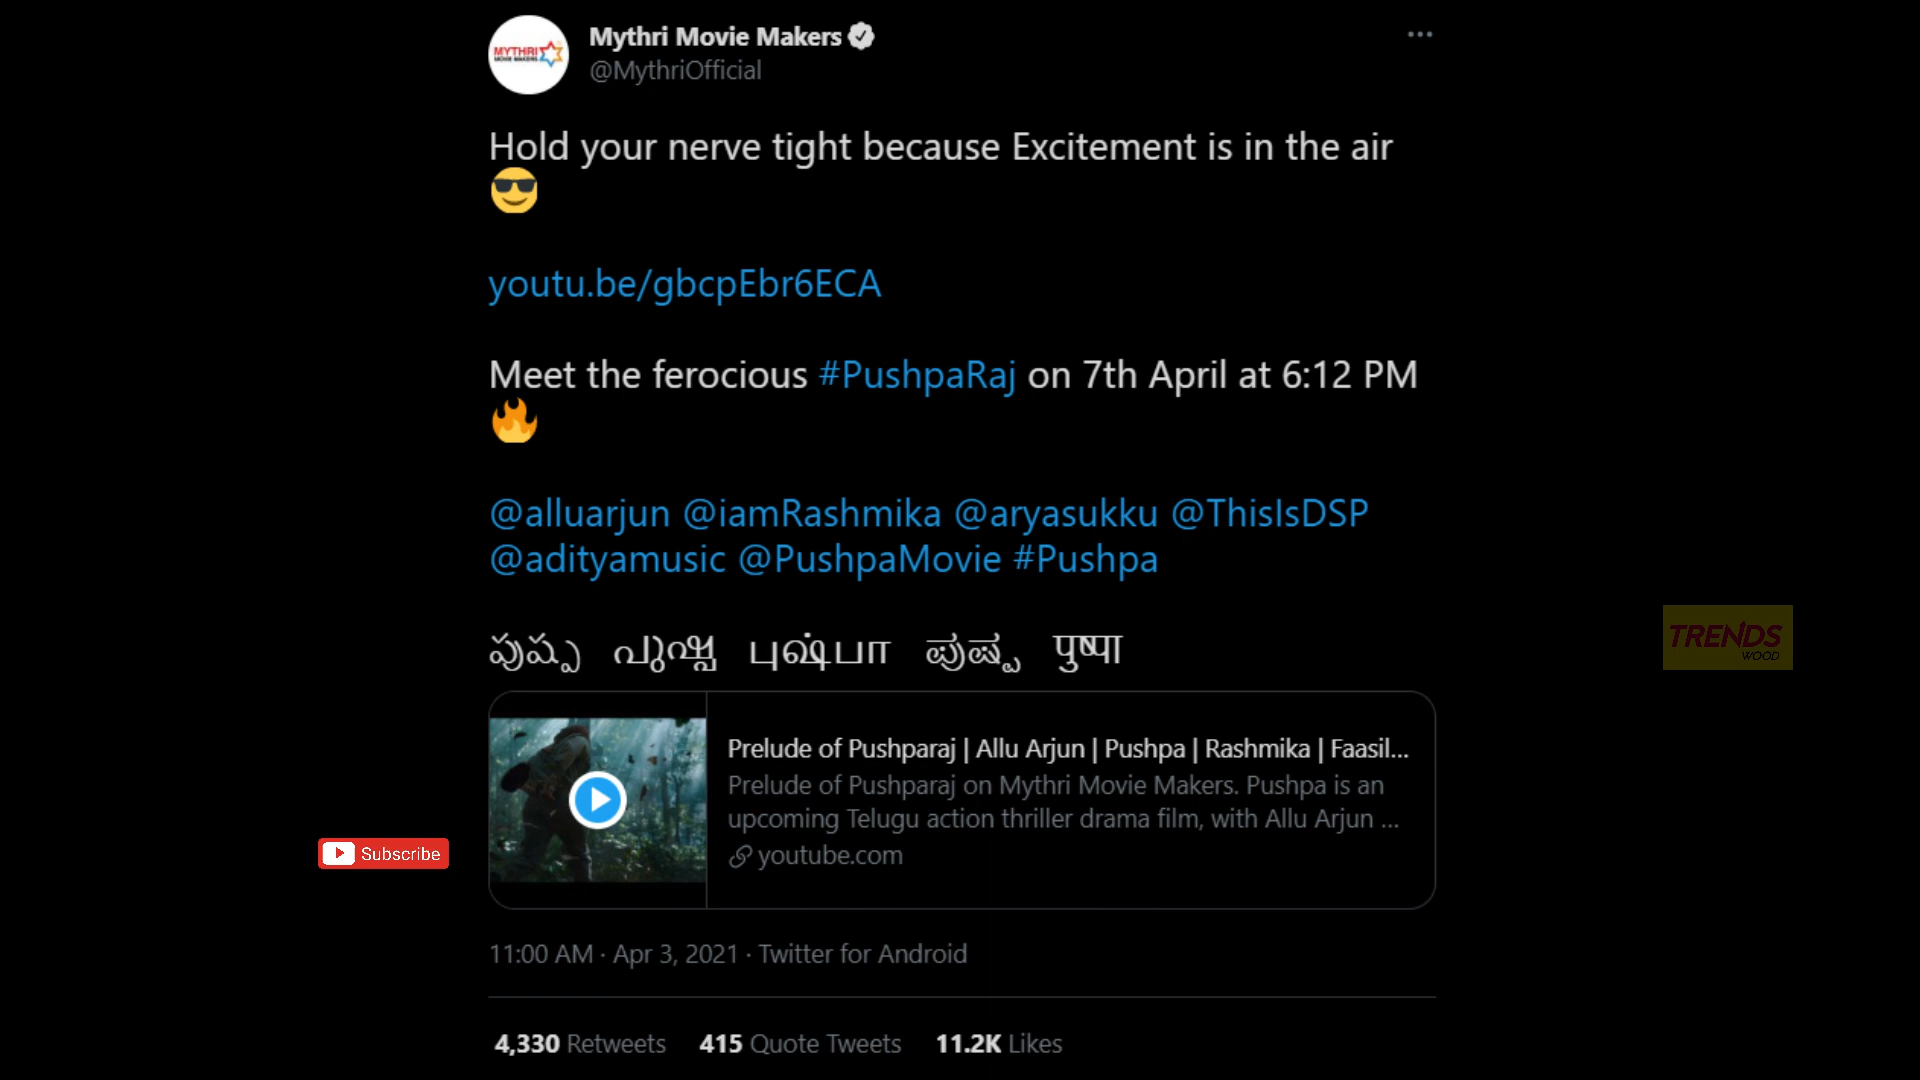 MYTHRI
MOVIE MAKERS
Mythri Movie Makers
@MythriOfficial
Hold your nerve tight because Excitement is in the air
😎
youtu.be/gbcpEbr6ECA
Meet the ferocious #PushpaRaj on 7th April at 6:12 PM
🔥
@alluarjun @iamRashmika @aryasukku @ThisIsDSP
@adityamusic @PushpaMovie #Pushpa
పుష్ప പുഷ്പ புஷ்பா ಪುಷ್ಪ पुष्पा
TRENDS
WOOD
Prelude of Pushparaj | Allu Arjun | Pushpa | Rashmika | Faasil...
Prelude of Pushparaj on Mythri Movie Makers. Pushpa is an
upcoming Telugu action thriller drama film, with Allu Arjun ...
youtube.com
Subscribe
11:00 AM · Apr 3, 2021 · Twitter for Android
4,330 Retweets 415 Quote Tweets 11.2K Likes